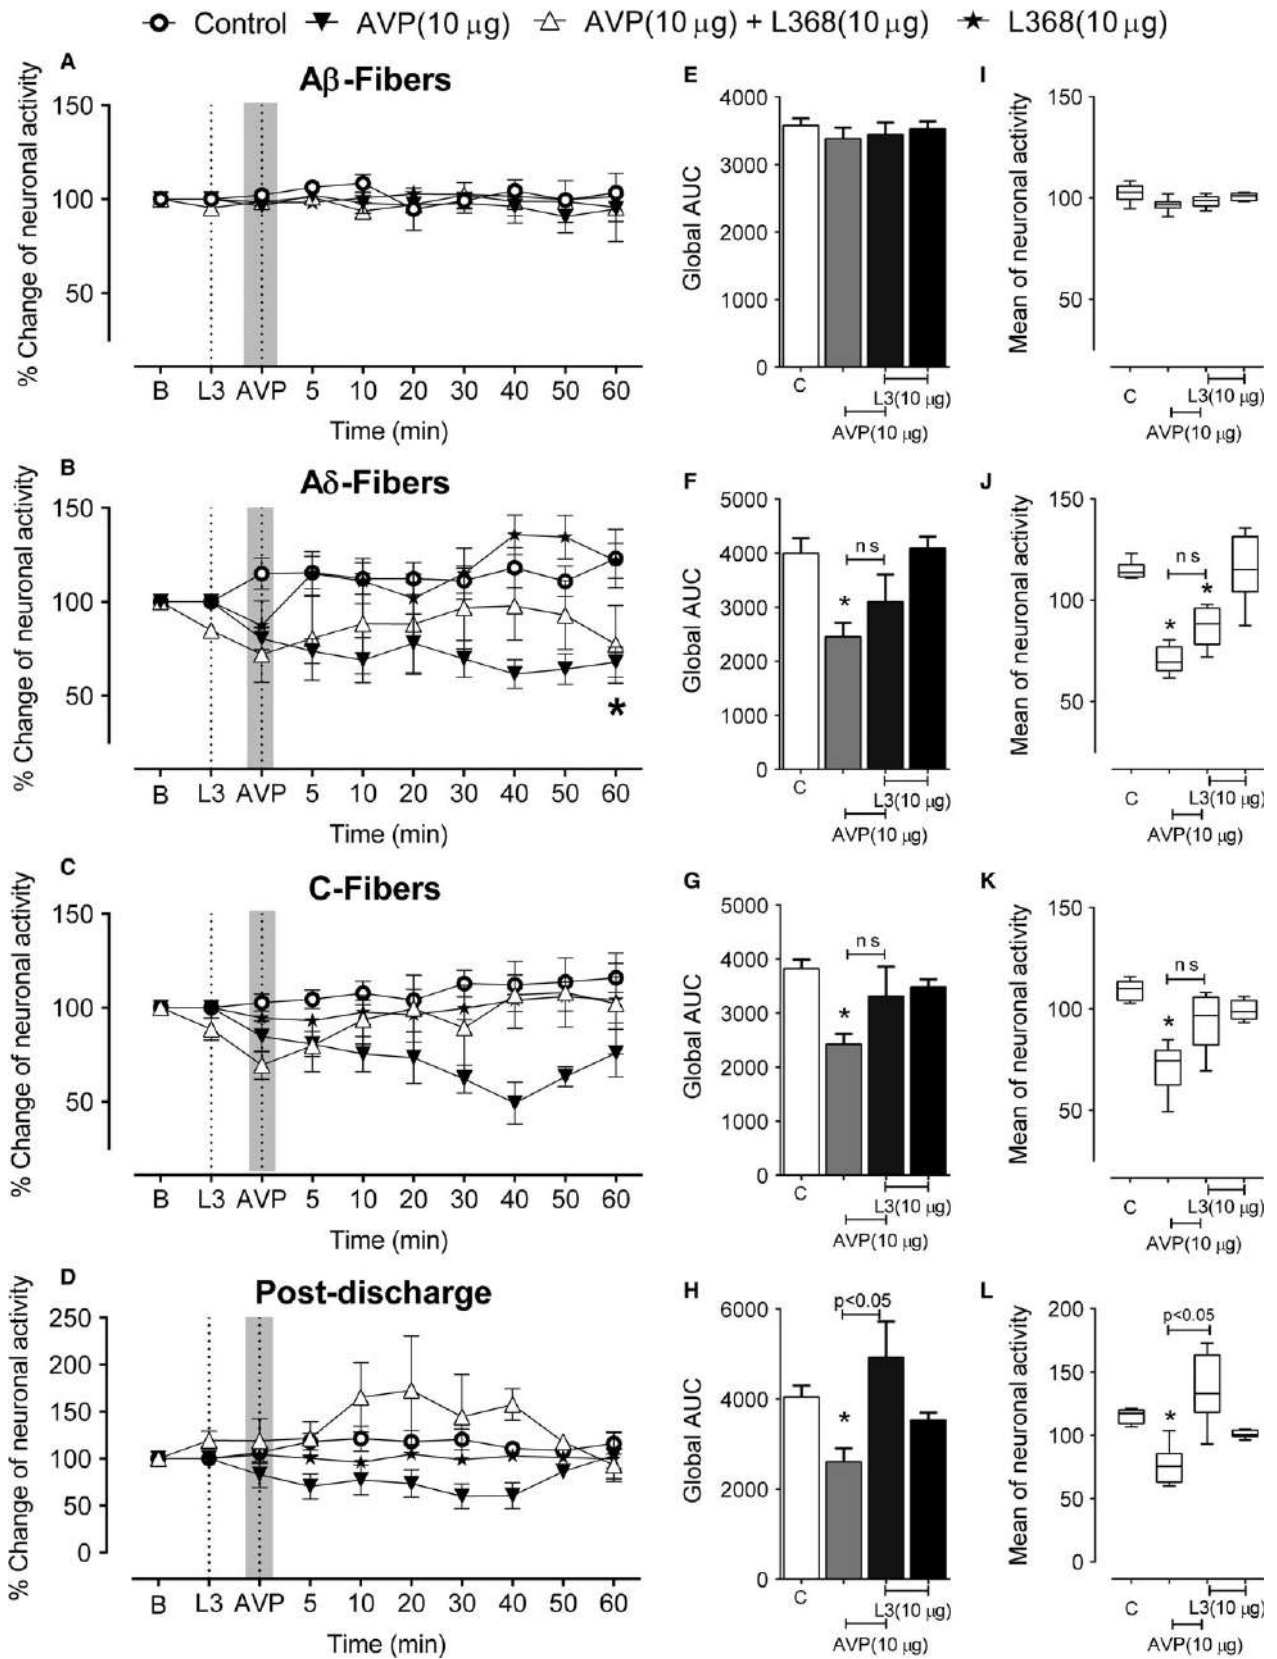 Control AVP(10 μg) AVP(10 μg) + L368(10 μg) L368(10 μg)
A
Aβ-Fibers
% Change of neuronal activity
150
100
50
B L3 AVP 5 10 20 30 40 50 60
Time (min)
E
Global AUC
4000
3000
2000
1000
0
C
L3(10 μg)
AVP(10 μg)
I
Mean of neuronal activity
150
100
50
C
L3(10 μg)
AVP(10 μg)
B
Aδ-Fibers
% Change of neuronal activity
150
100
50
*
B L3 AVP 5 10 20 30 40 50 60
Time (min)
F
Global AUC
5000
4000
3000
2000
1000
0
n s
*
C
L3(10 μg)
AVP(10 μg)
J
Mean of neuronal activity
150
100
50
n s
* *
C
L3(10 μg)
AVP(10 μg)
C
C-Fibers
% Change of neuronal activity
150
100
50
B L3 AVP 5 10 20 30 40 50 60
Time (min)
G
Global AUC
5000
4000
3000
2000
1000
0
n s
*
C
L3(10 μg)
AVP(10 μg)
K
Mean of neuronal activity
150
100
50
n s
*
C
L3(10 μg)
AVP(10 μg)
D
Post-discharge
% Change of neuronal activity
250
200
150
100
50
0
B L3 AVP 5 10 20 30 40 50 60
Time (min)
H
Global AUC
6000
4000
2000
0
p<0.05
*
C
L3(10 μg)
AVP(10 μg)
L
Mean of neuronal activity
200
150
100
50
0
p<0.05
*
C
L3(10 μg)
AVP(10 μg)